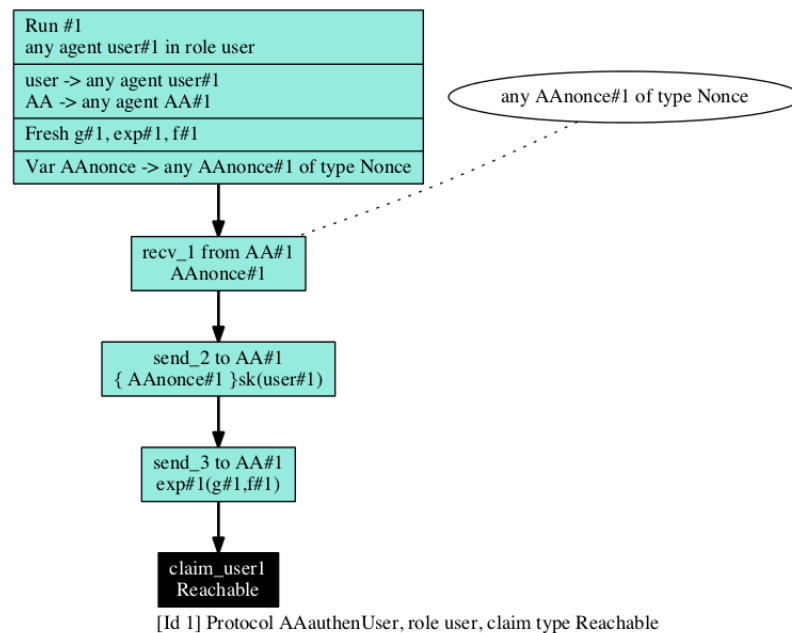 Run #1
any agent user#1 in role user
user -> any agent user#1
AA -> any agent AA#1
Fresh g#1, exp#1, f#1
Var AAnonce -> any AAnonce#1 of type Nonce
any AAnonce#1 of type Nonce
recv_1 from AA#1
AAnonce#1
send_2 to AA#1
{ AAnonce#1 }sk(user#1)
send_3 to AA#1
exp#1(g#1,f#1)
claim_user1
Reachable
[Id 1] Protocol AAauthenUser, role user, claim type Reachable